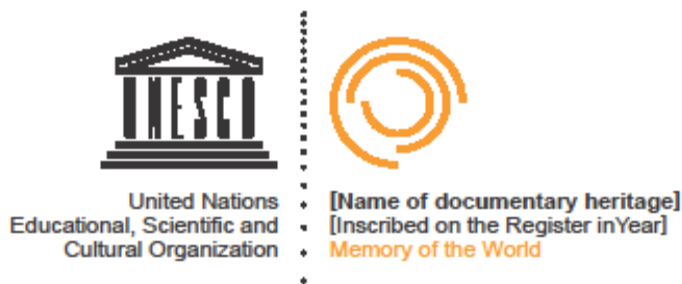 UNESCO
United Nations
Educational, Scientific and
Cultural Organization
[Name of documentary heritage]
[Inscribed on the Register inYear]
Memory of the World